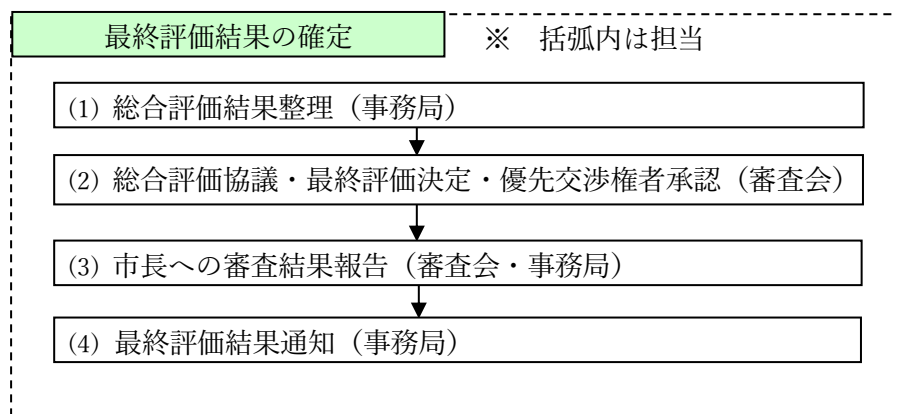 最終評価結果の確定
※ 括弧内は担当
(1) 総合評価結果整理（事務局）
(2) 総合評価協議・最終評価決定・優先交渉権者承認（審査会）
(3) 市長への審査結果報告（審査会・事務局）
(4) 最終評価結果通知（事務局）